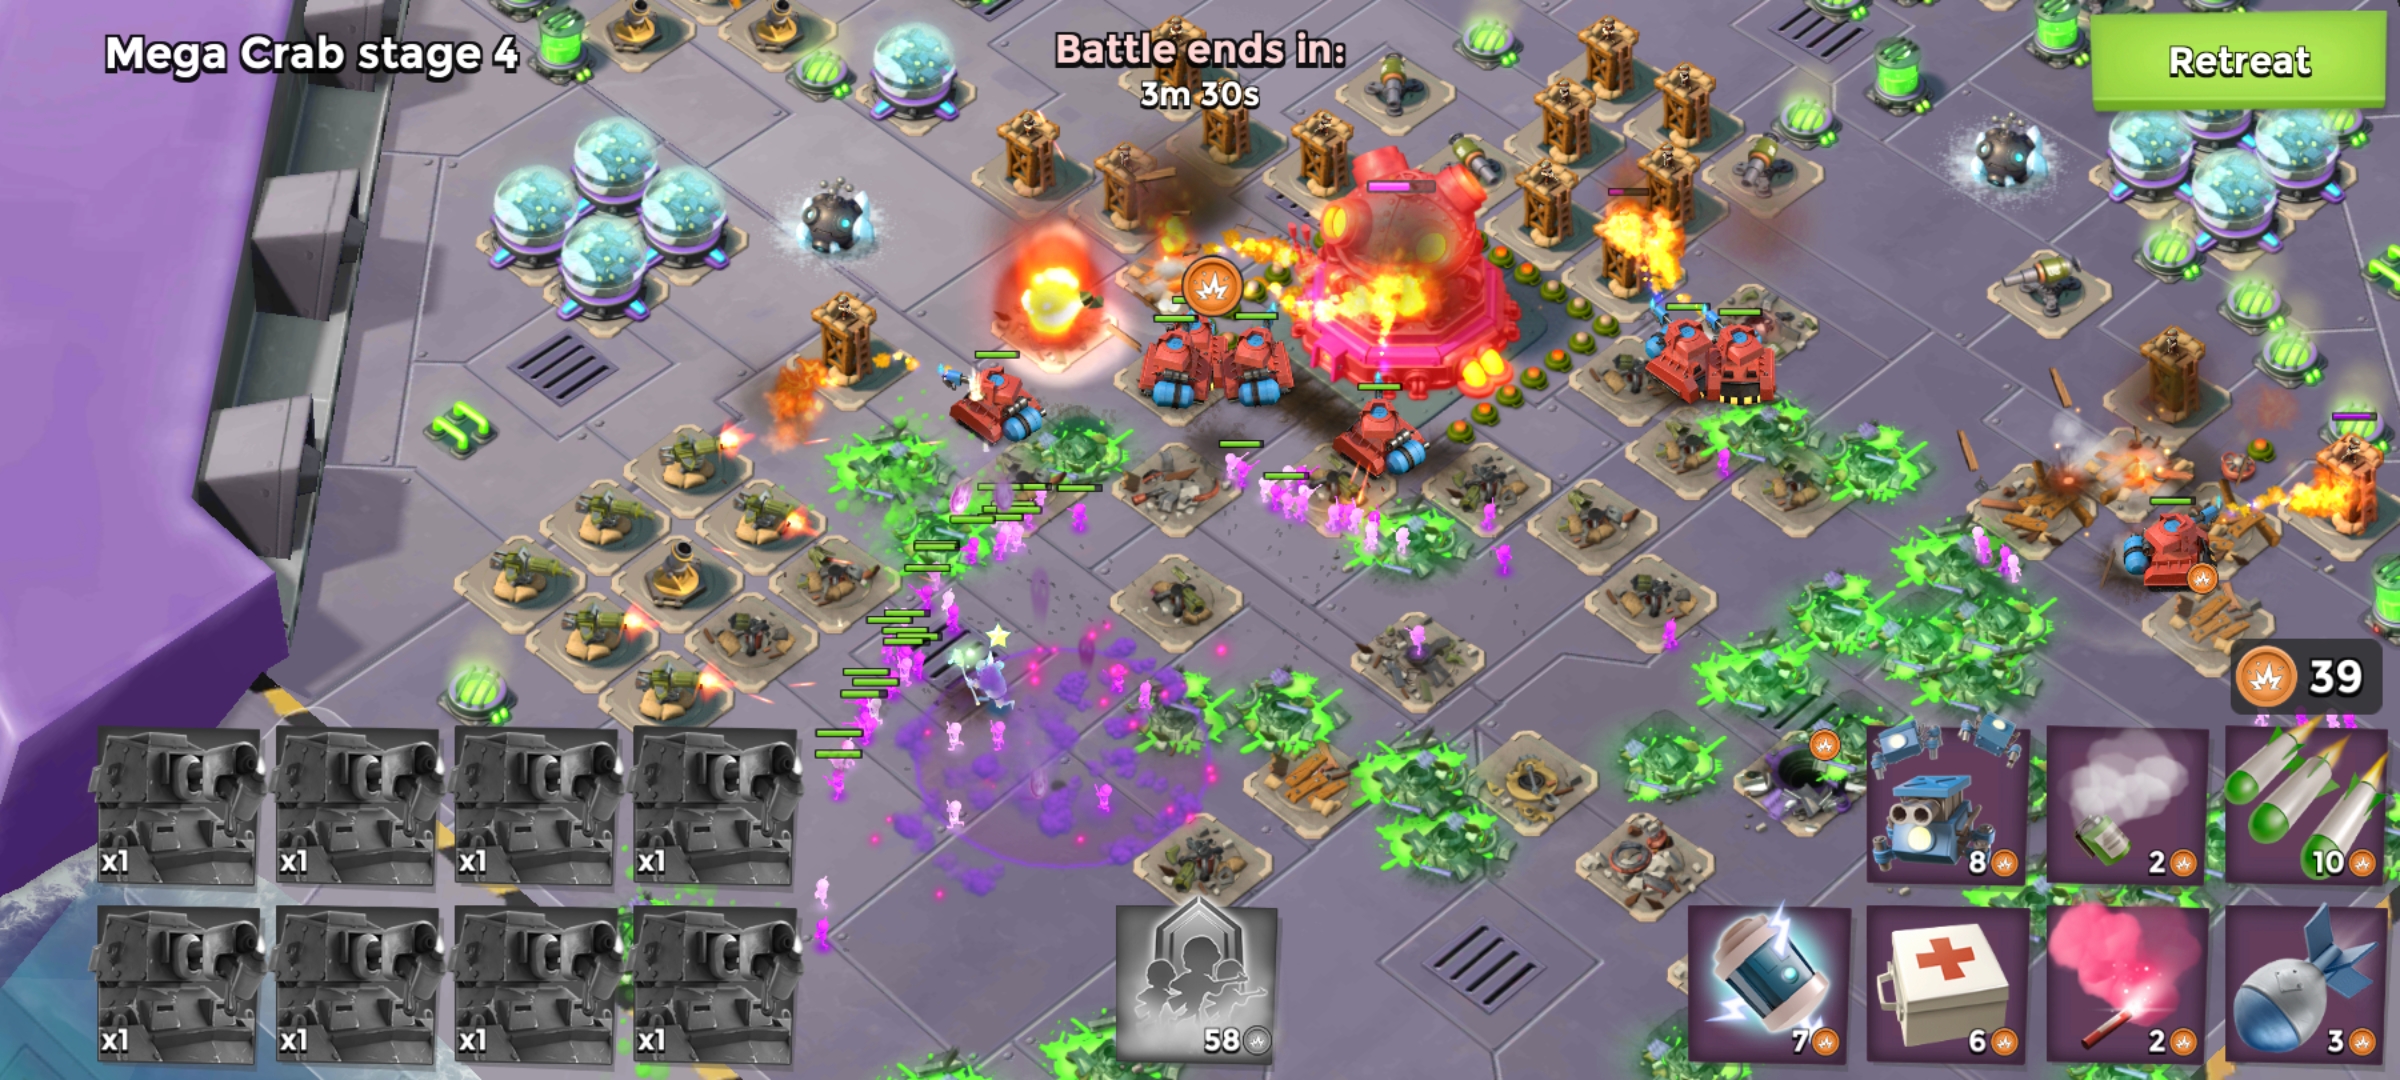 Mega Crab stage 4
Battle ends in:
3m 30s
Retreat
39
x1
x1
x1
x1
8
2
10
x1
x1
x1
x1
58
7
6
2
3